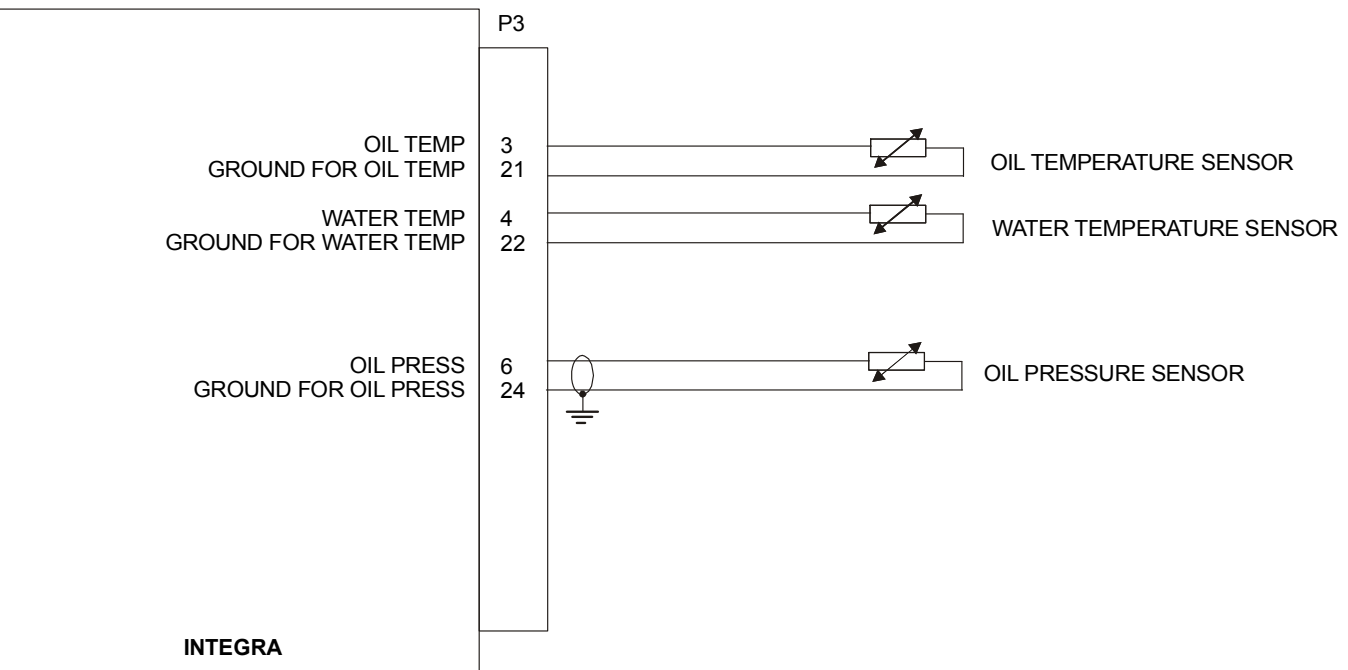 P3
OIL TEMP 3
GROUND FOR OIL TEMP 21
OIL TEMPERATURE SENSOR
WATER TEMP 4
GROUND FOR WATER TEMP 22
WATER TEMPERATURE SENSOR
OIL PRESS 6
GROUND FOR OIL PRESS 24
OIL PRESSURE SENSOR
INTEGRA